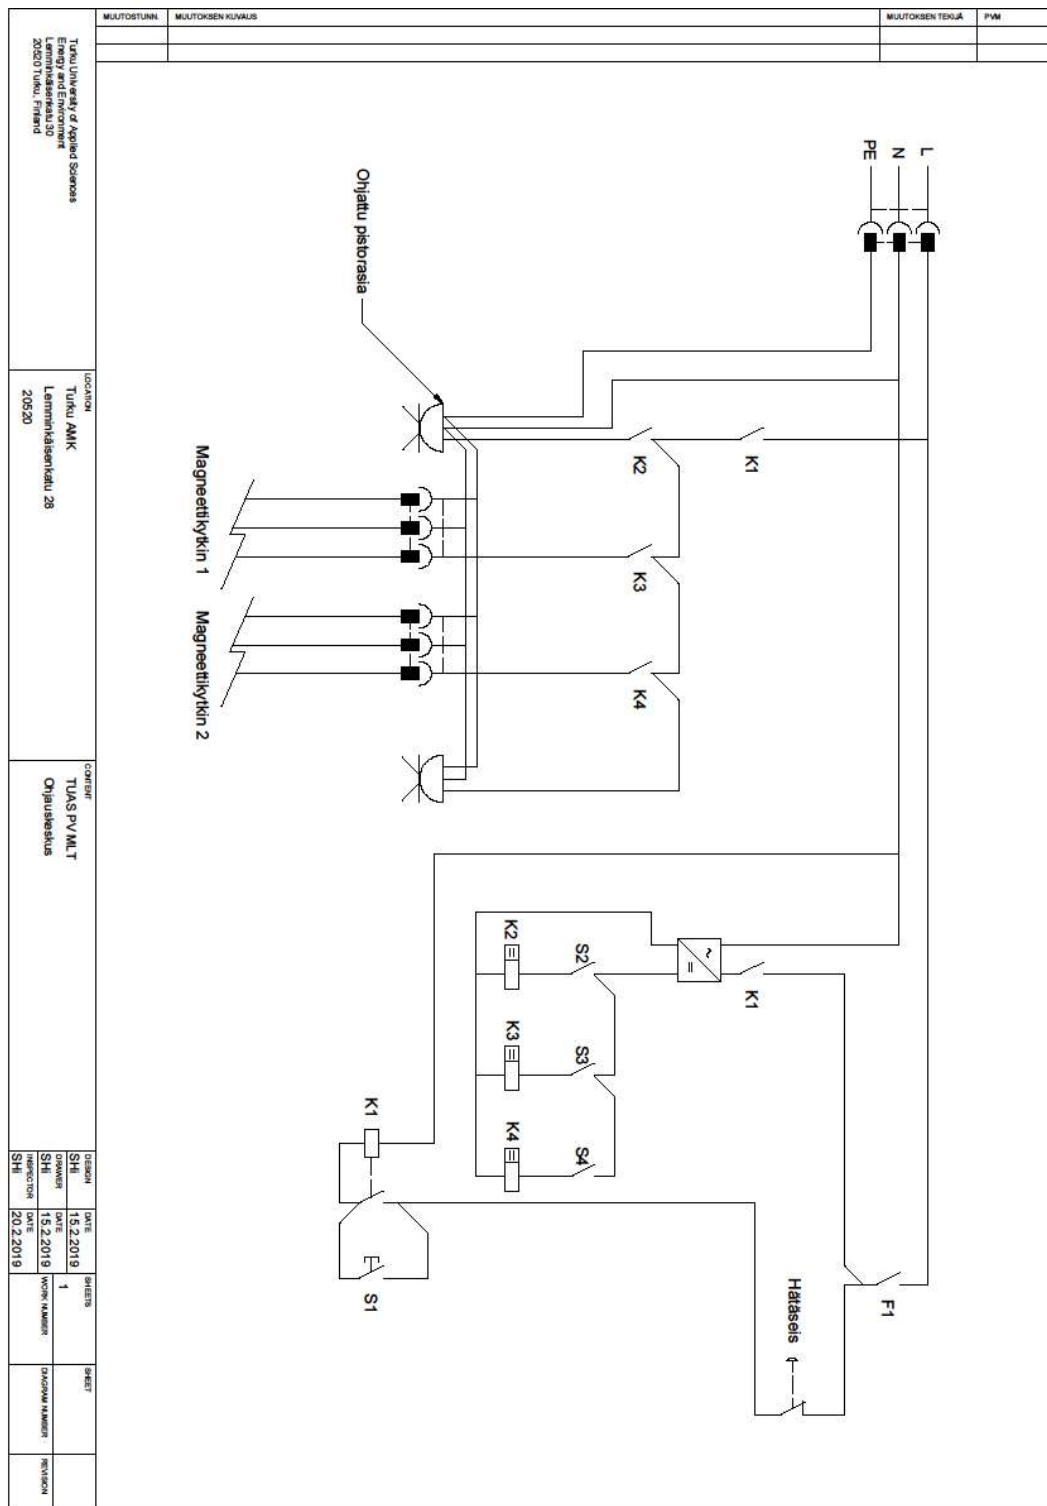 MUUTOSTUNN.
MUUTOKSEN KUVAUS
MUUTOKSEN TEKIJÄ
PVM
L
N
PE
Ohjattu pistorasia
K1
K2
K3
K4
Magneettikytkin 1
Magneettikytkin 2
K1
S2
K2
S3
K3
S4
K4
K1
S1
F1
Hätäseis
Turku University of Applied Sciences
Energy and Environment
Lemminkäisenkatu 30
20520 Turku, Finland
LOCATION
Turku AMK
Lemminkäisenkatu 28
20520
CONTENT
TUAS PV MLT
Ohjauskeskus
DESIGN
SHi
DATE
15.2.2019
DRAWER
SHi
DATE
15.2.2019
INSPECTOR
SHi
DATE
20.2.2019
SHEETS
1
SHEET
WORK NUMBER
DIAGRAM NUMBER
REVISION
~
=